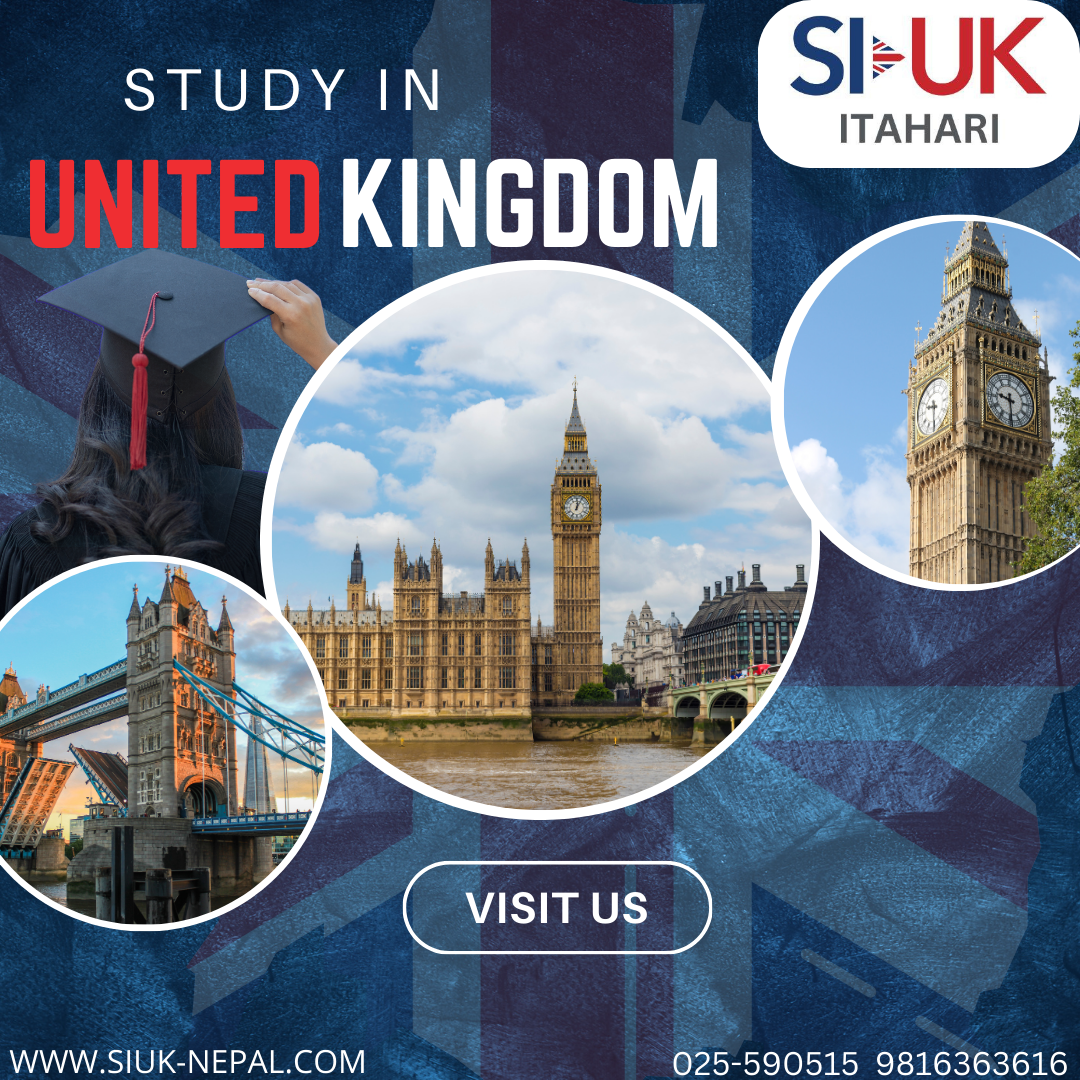 STUDY IN
SI UK
ITAHARI
UNITED KINGDOM
VISIT US
WWW.SIUK-NEPAL.COM
025-590515 9816363616